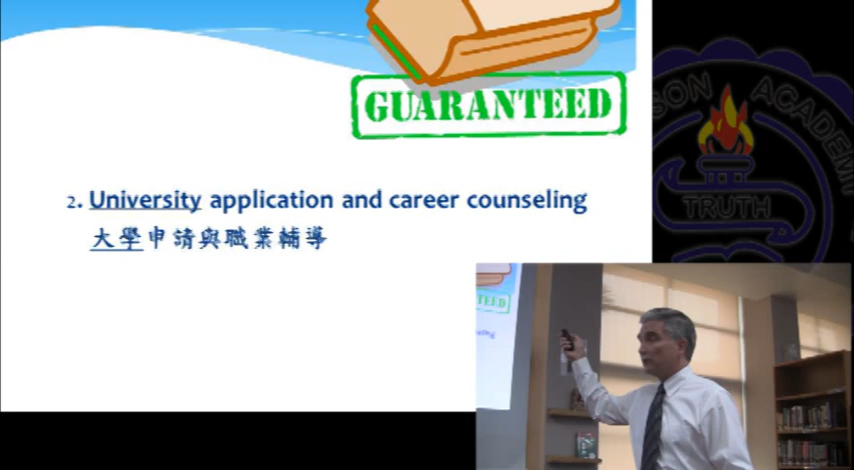 GUARANTEED
2. University application and career counseling
大學申請與職業輔導
SON ACADEM
TRUTH
TEED